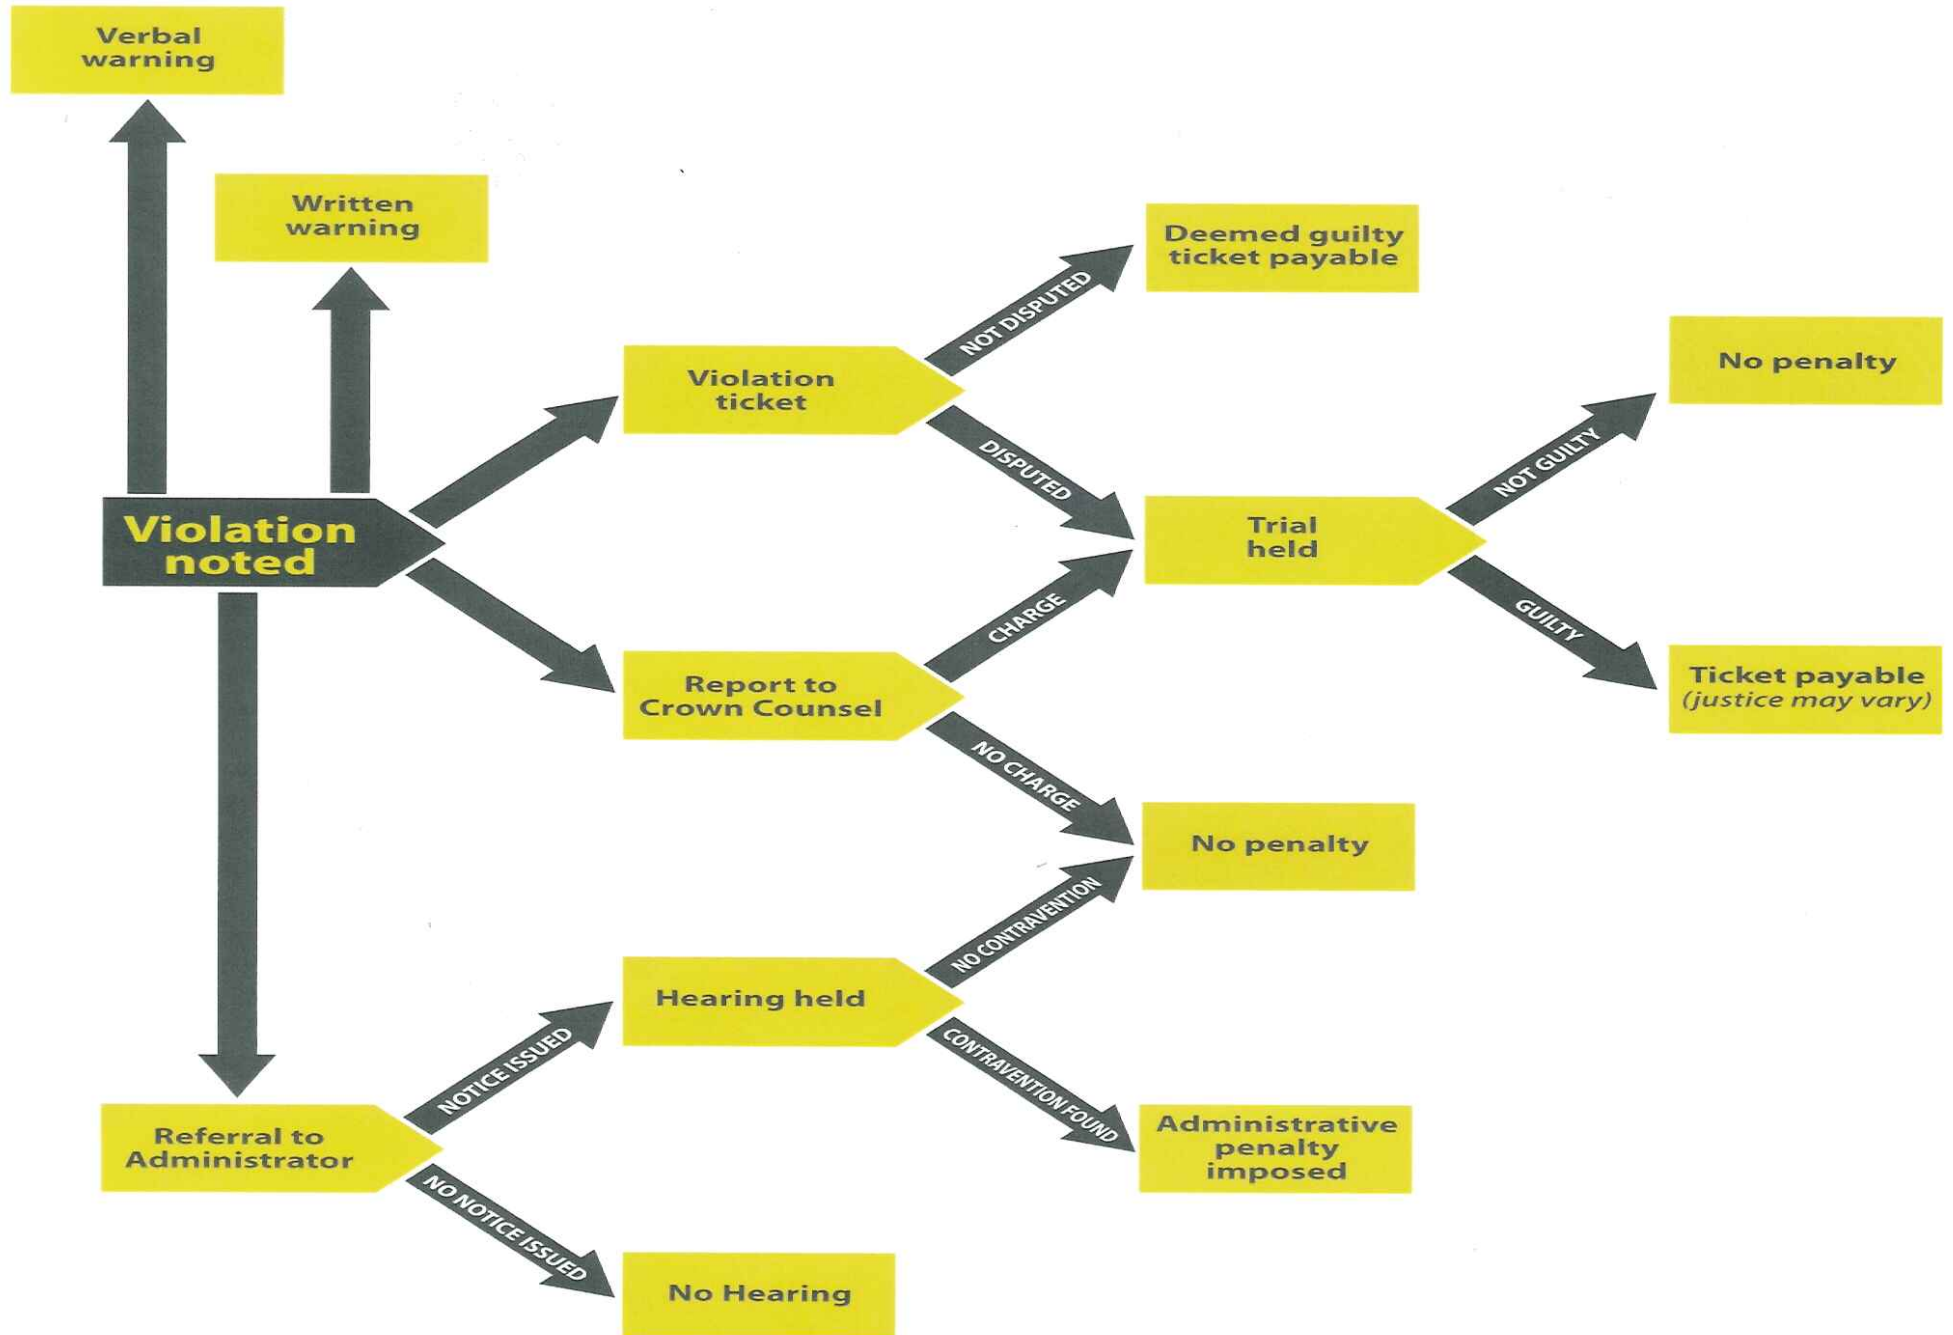 Verbal
warning
Written
warning
Deemed guilty
ticket payable
NOT DISPUTED
No penalty
Violation
ticket
DISPUTED
NOT GUILTY
Violation
noted
Trial
held
CHARGE
GUILTY
Report to
Crown Counsel
Ticket payable
(justice may vary)
NO CHARGE
No penalty
NO CONTRAVENTION
Hearing held
NOTICE ISSUED
CONTRAVENTION FOUND
Referral to
Administrator
Administrative
penalty
imposed
NO NOTICE ISSUED
No Hearing